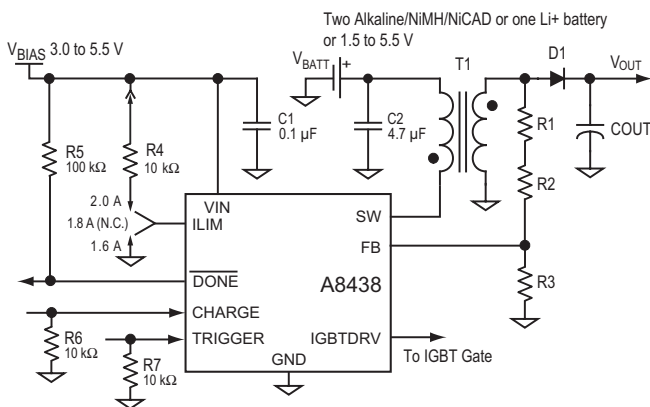 Two Alkaline/NiMH/NiCAD or one Li+ battery
or 1.5 to 5.5 V
VBIAS 3.0 to 5.5 V
VBATT
+
T1
D1
VOUT
C1
0.1 µF
C2
4.7 µF
R1
COUT
R5
100 kΩ
R4
10 kΩ
R2
2.0 A
1.8 A (N.C.)
1.6 A
VIN
ILIM
SW
FB
DONE
A8438
R3
CHARGE
TRIGGER
IGBTDRV
R6
10 kΩ
R7
10 kΩ
GND
To IGBT Gate